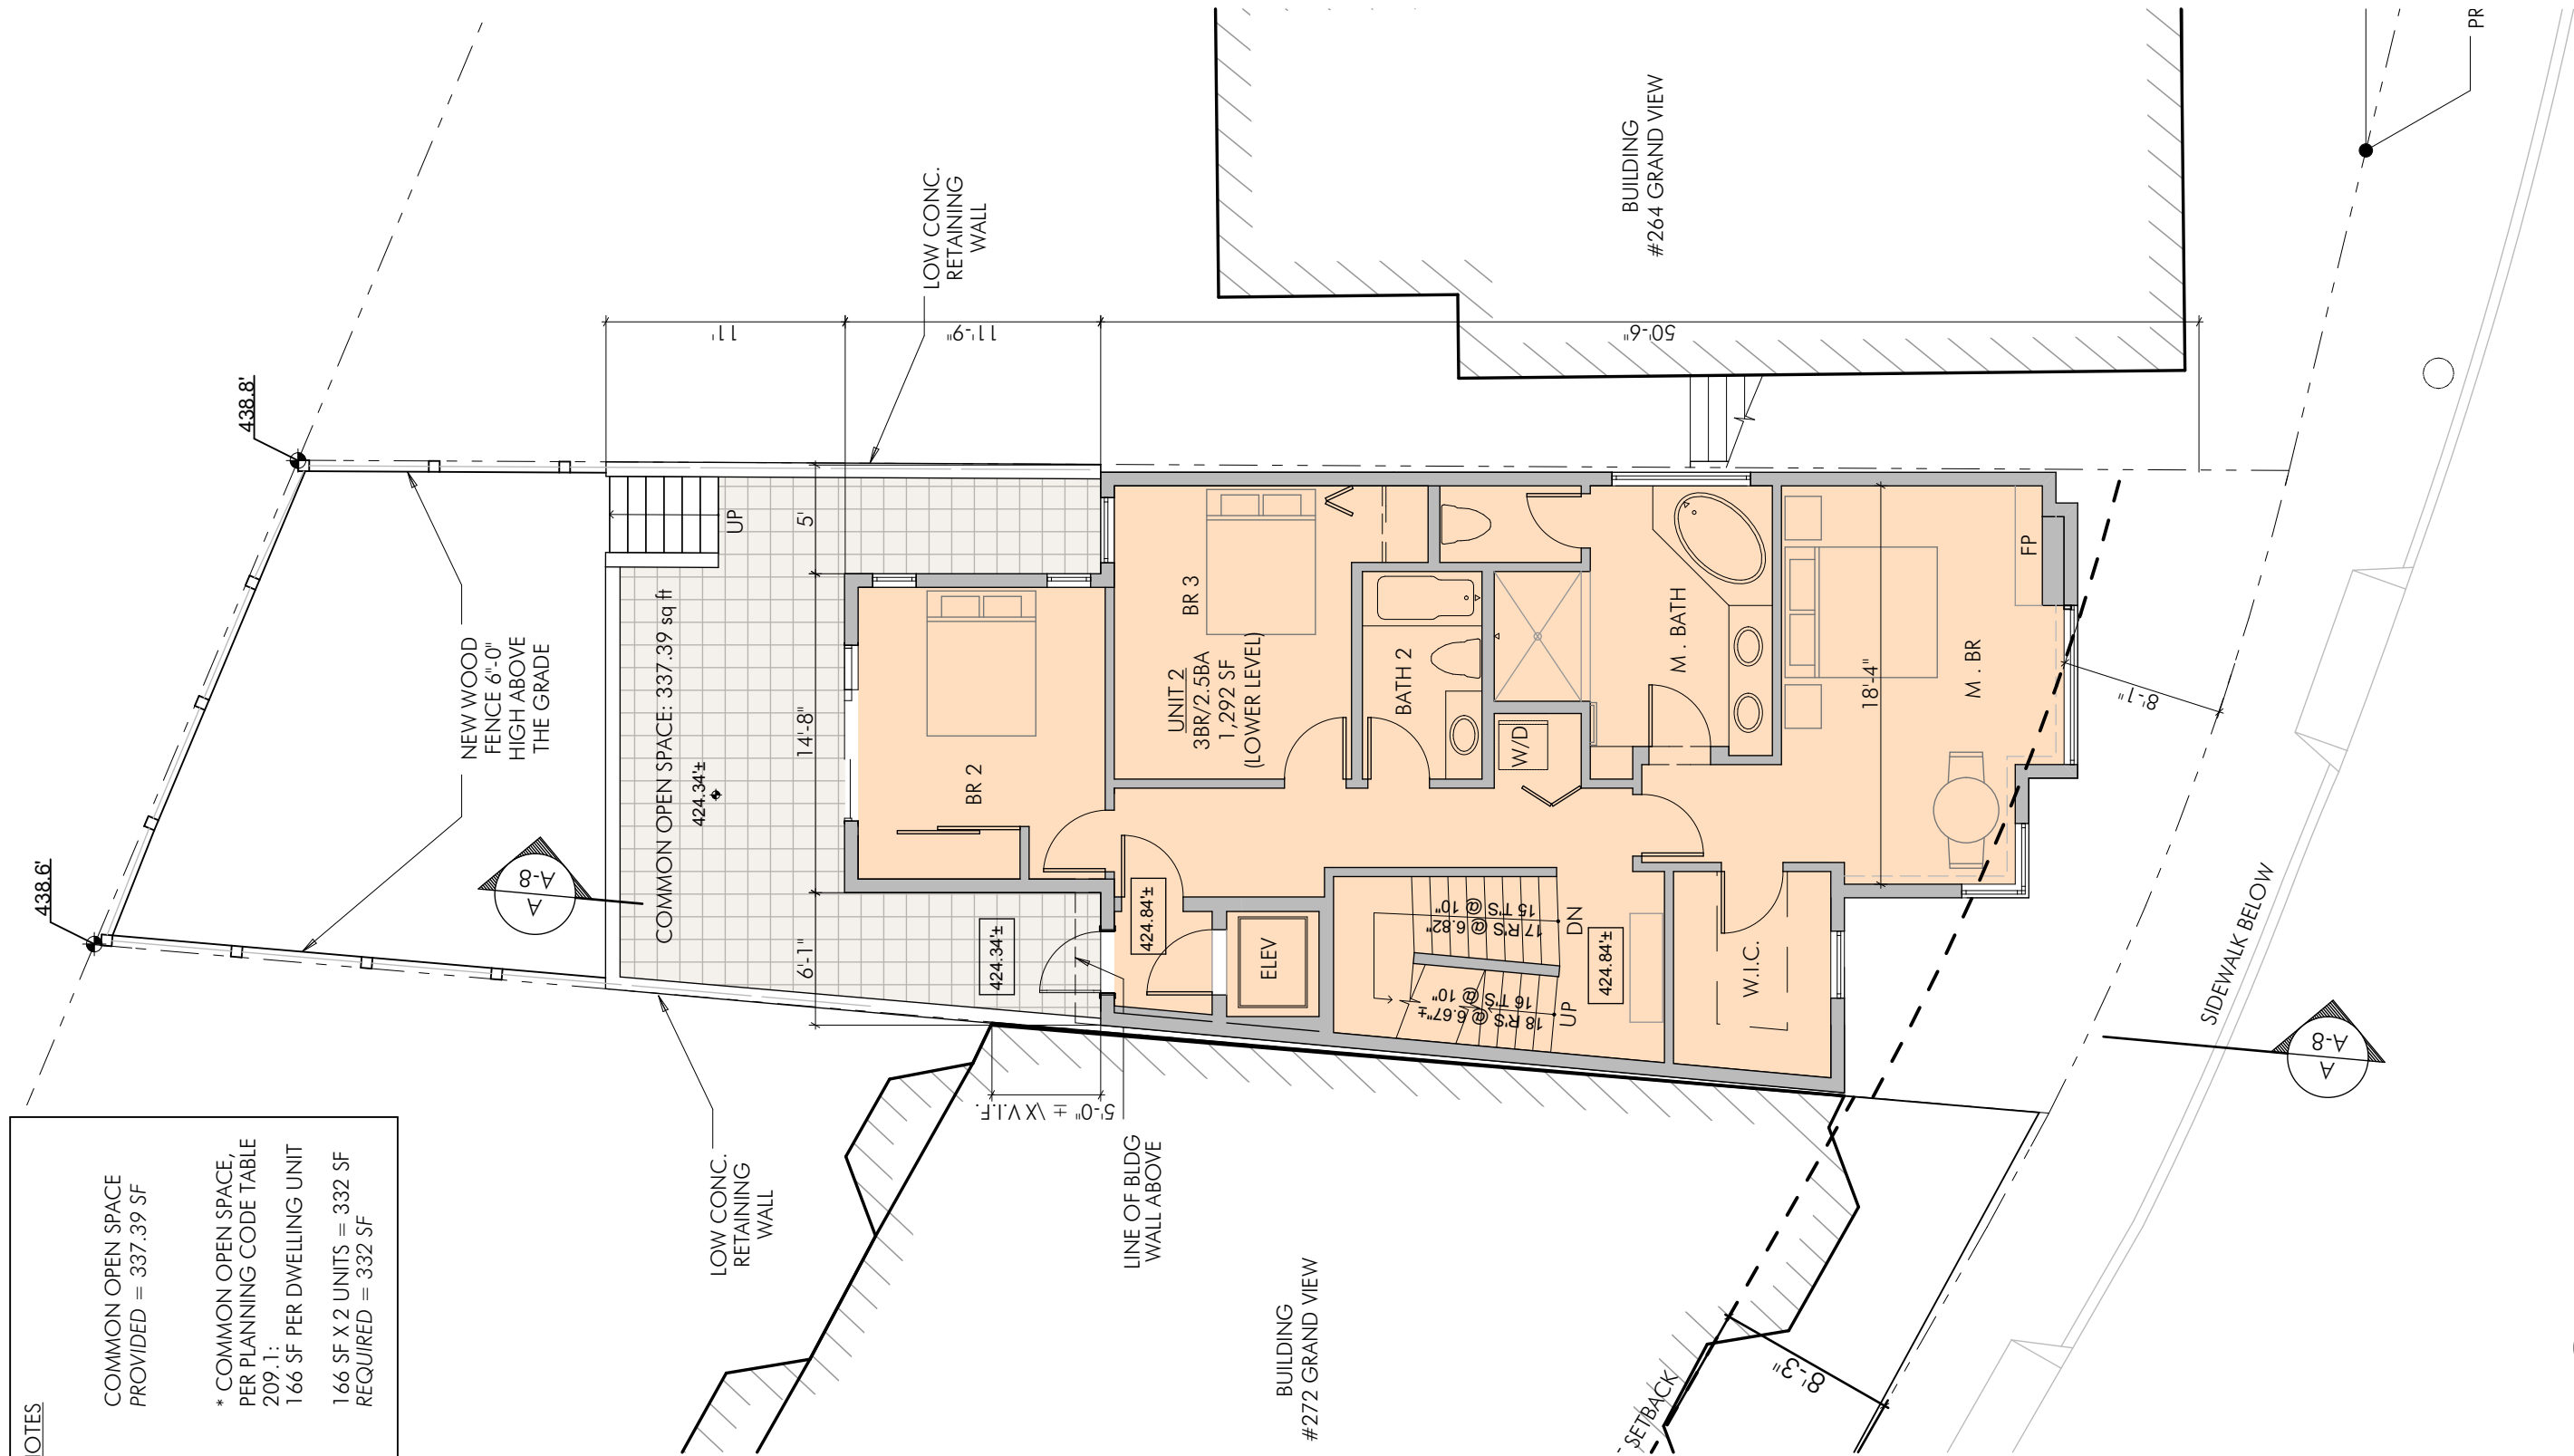 NOTES
COMMON OPEN SPACE
PROVIDED = 337.39 SF
* COMMON OPEN SPACE,
PER PLANNING CODE TABLE
209.1:
166 SF PER DWELLING UNIT
166 SF X 2 UNITS = 332 SF
REQUIRED = 332 SF
438.6'
438.8'
NEW WOOD
FENCE 6'-0"
HIGH ABOVE
THE GRADE
A
A-8
COMMON OPEN SPACE: 337.39 sq ft
424.34'±
UP
11'
11'-9"
50'-6"
LOW CONC.
RETAINING
WALL
LOW CONC.
RETAINING
WALL
5'
14'-8"
6'-1"
BR 2
424.34'±
424.84'±
5'-0" ± \X V.I.F.
LINE OF BLDG
WALL ABOVE
BR 3
UNIT 2
3BR/2.5BA
1,292 SF
(LOWER LEVEL)
ELEV
BATH 2
W/D
17 R'S @ 6.82"
15 T'S @ 10"
DN
18 R'S @ 6.67"±
16 T'S @ 10"
UP
424.84'±
M . BATH
W.I.C.
18'-4"
M . BR
FP
8'-1"
BUILDING
#264 GRAND VIEW
BUILDING
#272 GRAND VIEW
SETBACK
8'-3"
SIDEWALK BELOW
A
A-8
PR